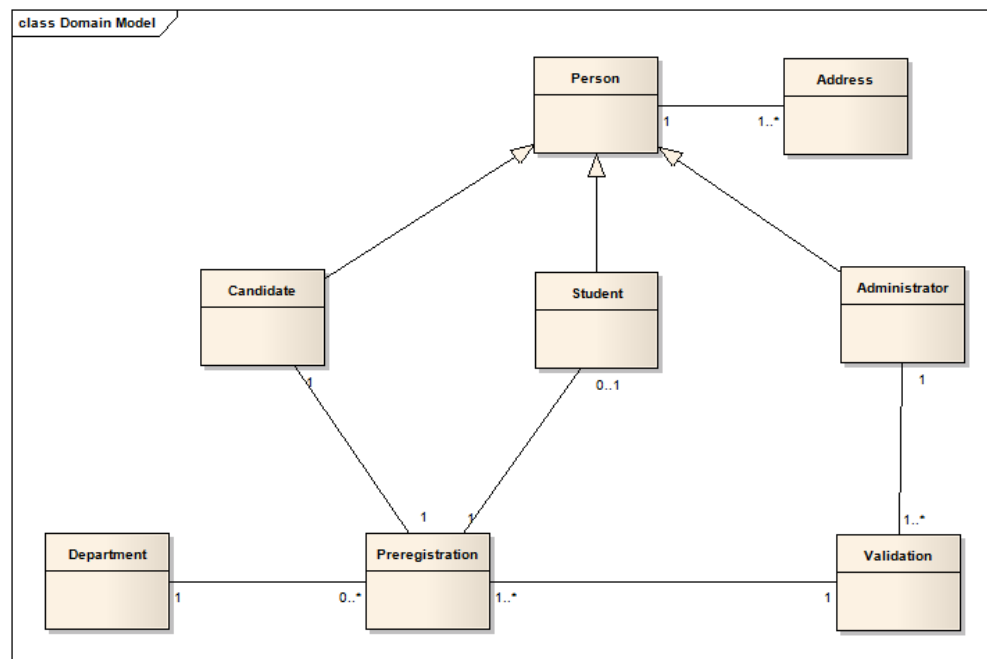 class Domain Model
Person
Address
1
1..*
Candidate
Student
Administrator
1
0..1
1
1
1
1..*
Department
Preregistration
Validation
1
0..*
1..*
1